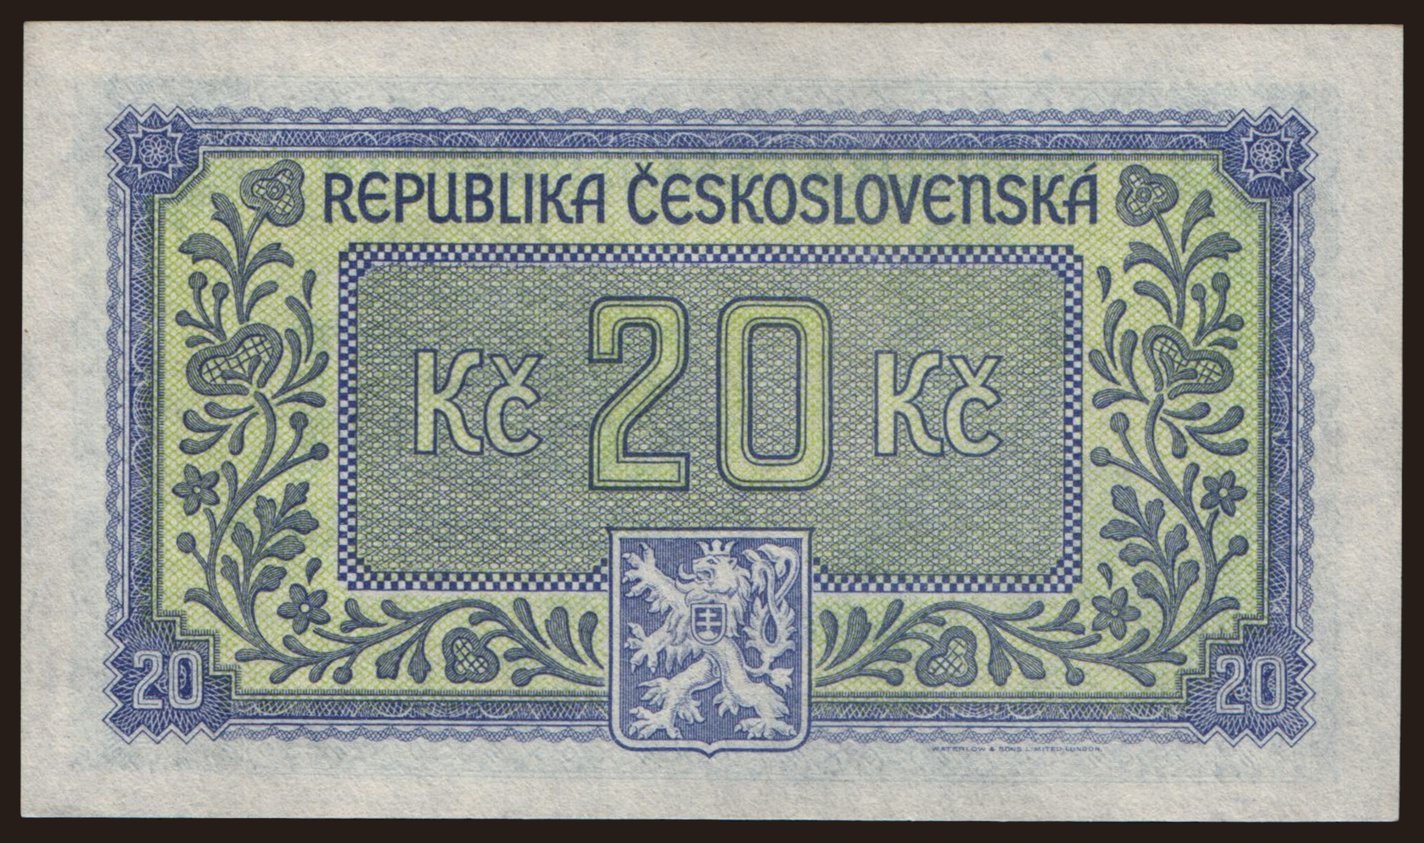 REPUBLIKA ČESKOSLOVENSKÁ
Kč 20 Kč
20 20
WATERLOW & SONS LIMITED, LONDON.